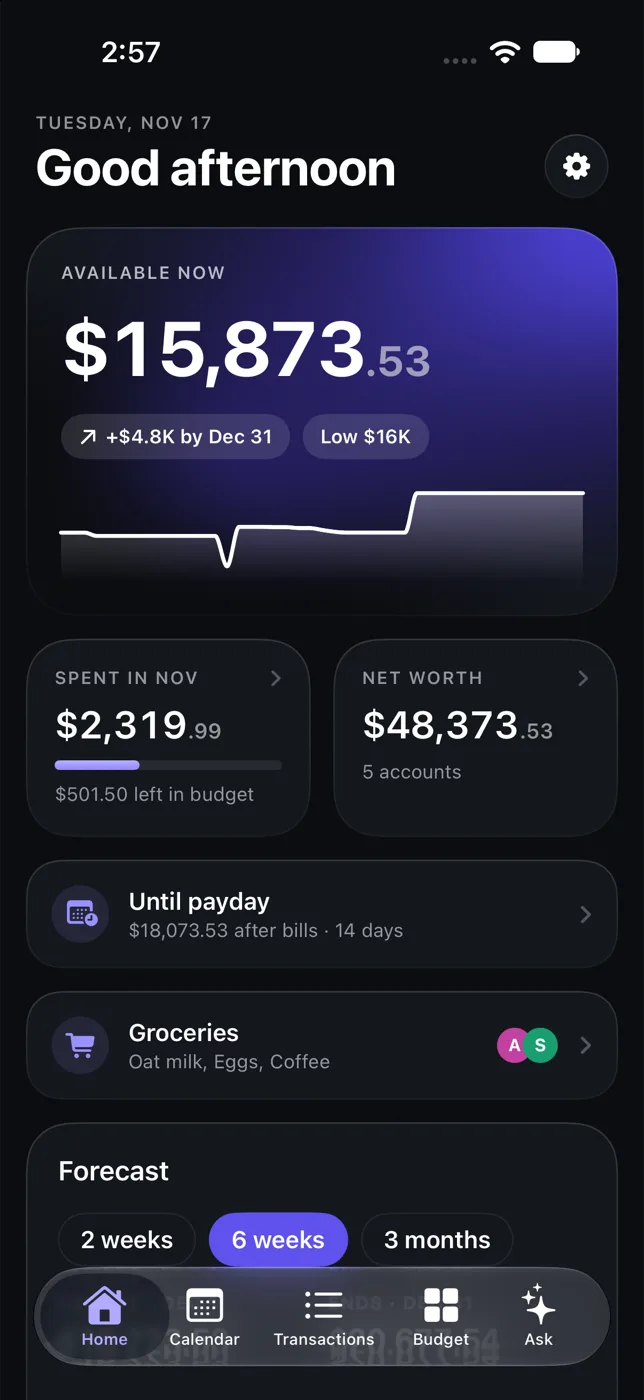 2:57
TUESDAY, NOV 17
Good afternoon
AVAILABLE NOW
$15,873.53
+$4.8K by Dec 31
Low $16K
SPENT IN NOV
$2,319.99
$501.50 left in budget
NET WORTH
$48,373.53
5 accounts
Until payday
$18,073.53 after bills · 14 days
Groceries
Oat milk, Eggs, Coffee
A S
Forecast
2 weeks
6 weeks
3 months
Home
Calendar
Transactions
Budget
Ask